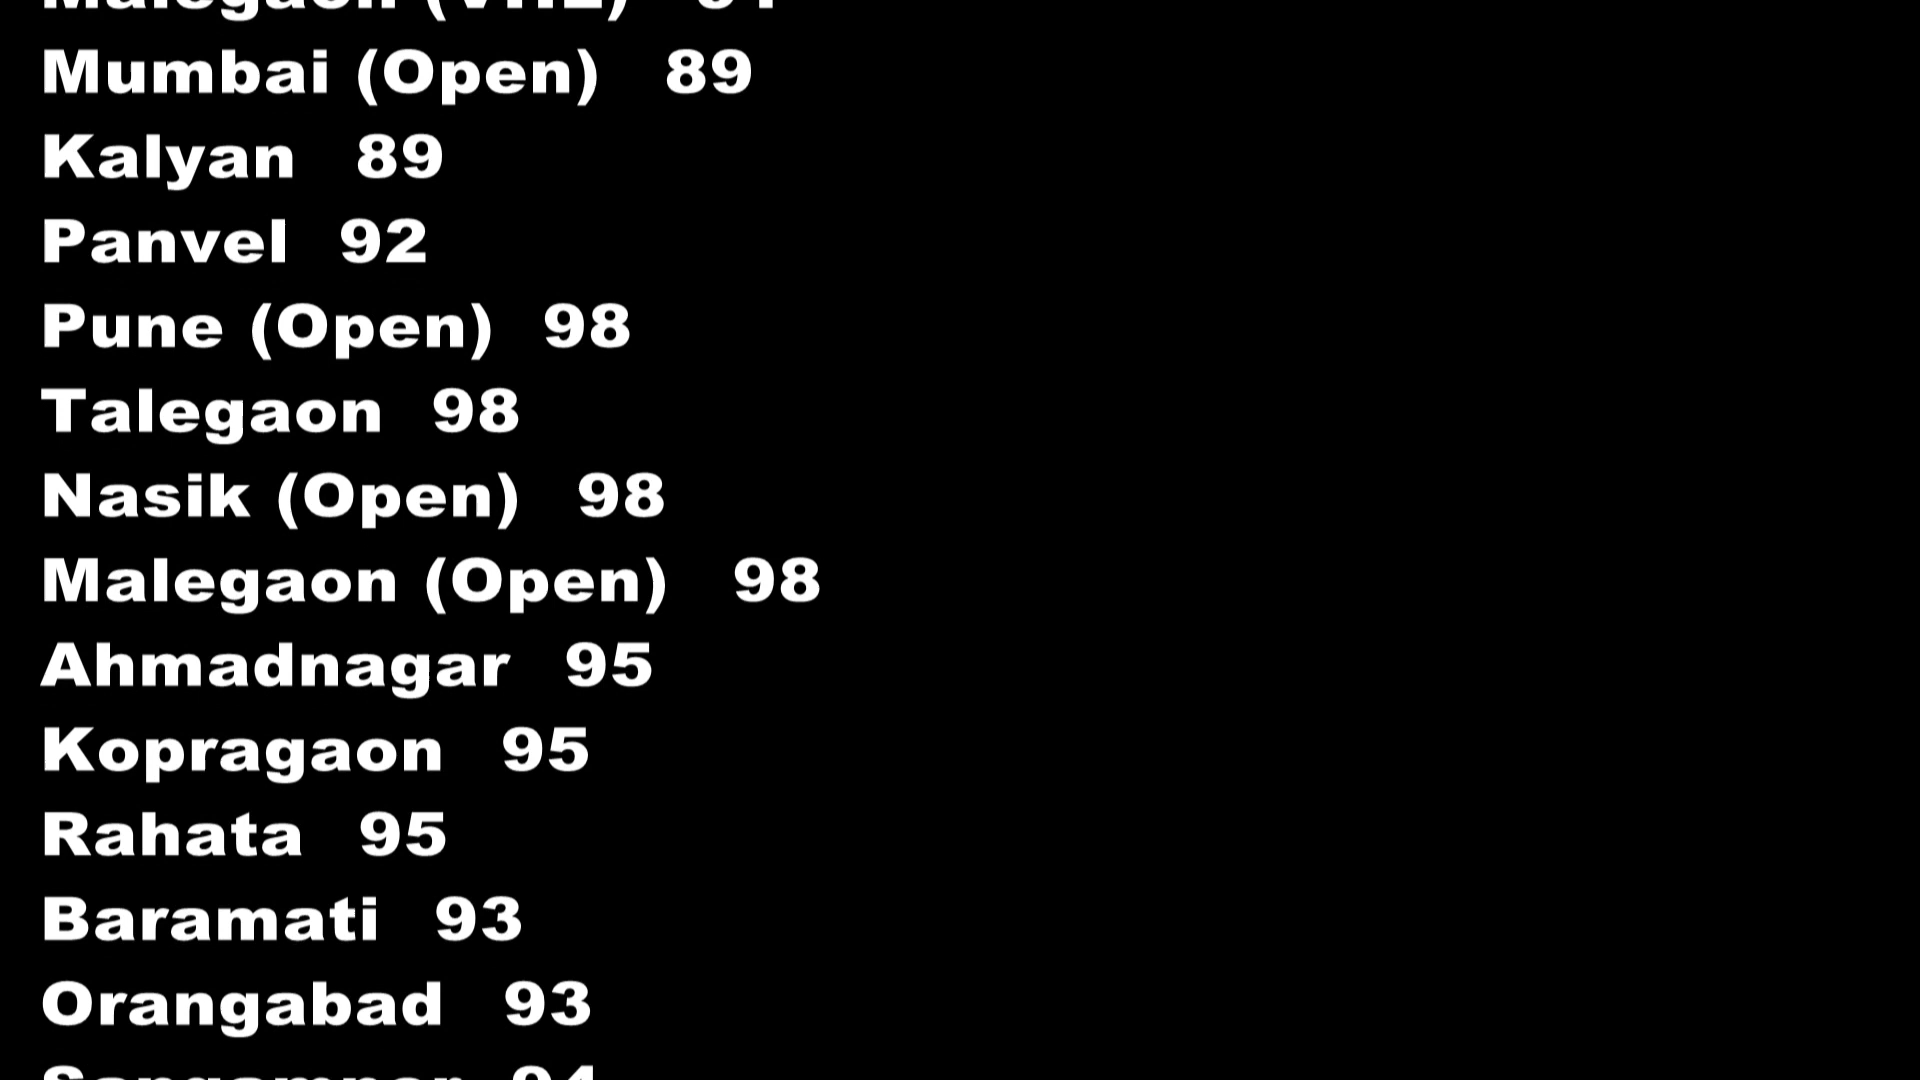 Mumbai (Open) 89
Kalyan 89
Panvel 92
Pune (Open) 98
Talegaon 98
Nasik (Open) 98
Malegaon (Open) 98
Ahmadnagar 95
Kopragaon 95
Rahata 95
Baramati 93
Orangabad 93